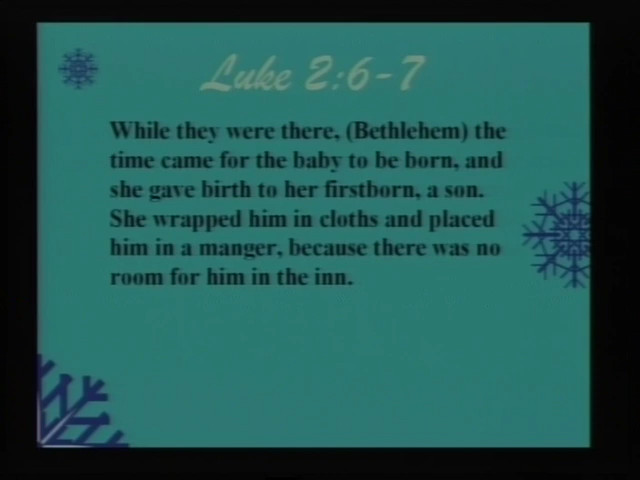 Luke 2:6-7
While they were there, (Bethlehem) the
time came for the baby to be born, and
she gave birth to her firstborn, a son.
She wrapped him in cloths and placed
him in a manger, because there was no
room for him in the inn.